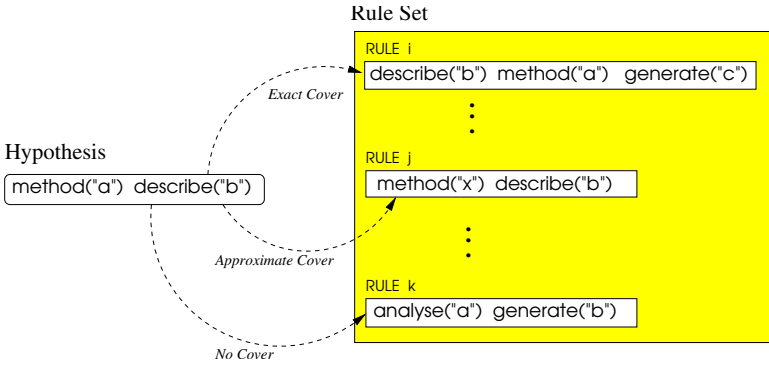 Rule Set
RULE i
describe("b") method("a") generate("c")
Exact Cover
Hypothesis
method("a") describe("b")
RULE j
method("x") describe("b")
Approximate Cover
RULE k
analyse("a") generate("b")
No Cover